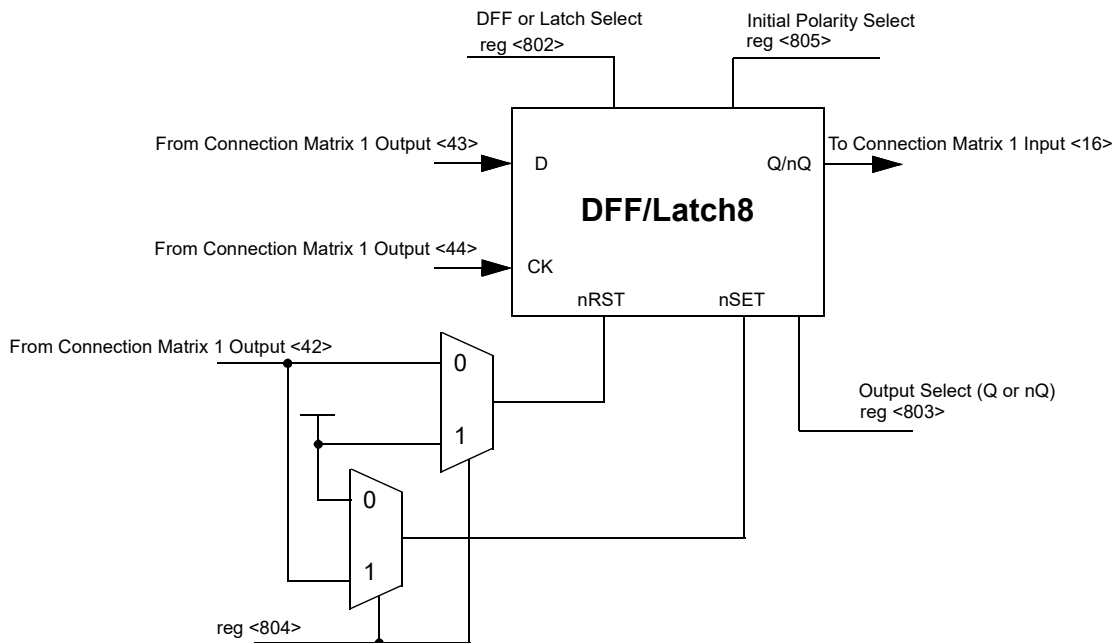 DFF or Latch Select
reg <802>
Initial Polarity Select
reg <805>
From Connection Matrix 1 Output <43>
D
Q/nQ
To Connection Matrix 1 Input <16>
DFF/Latch8
From Connection Matrix 1 Output <44>
CK
nRST
nSET
From Connection Matrix 1 Output <42>
0
1
Output Select (Q or nQ)
reg <803>
0
1
reg <804>